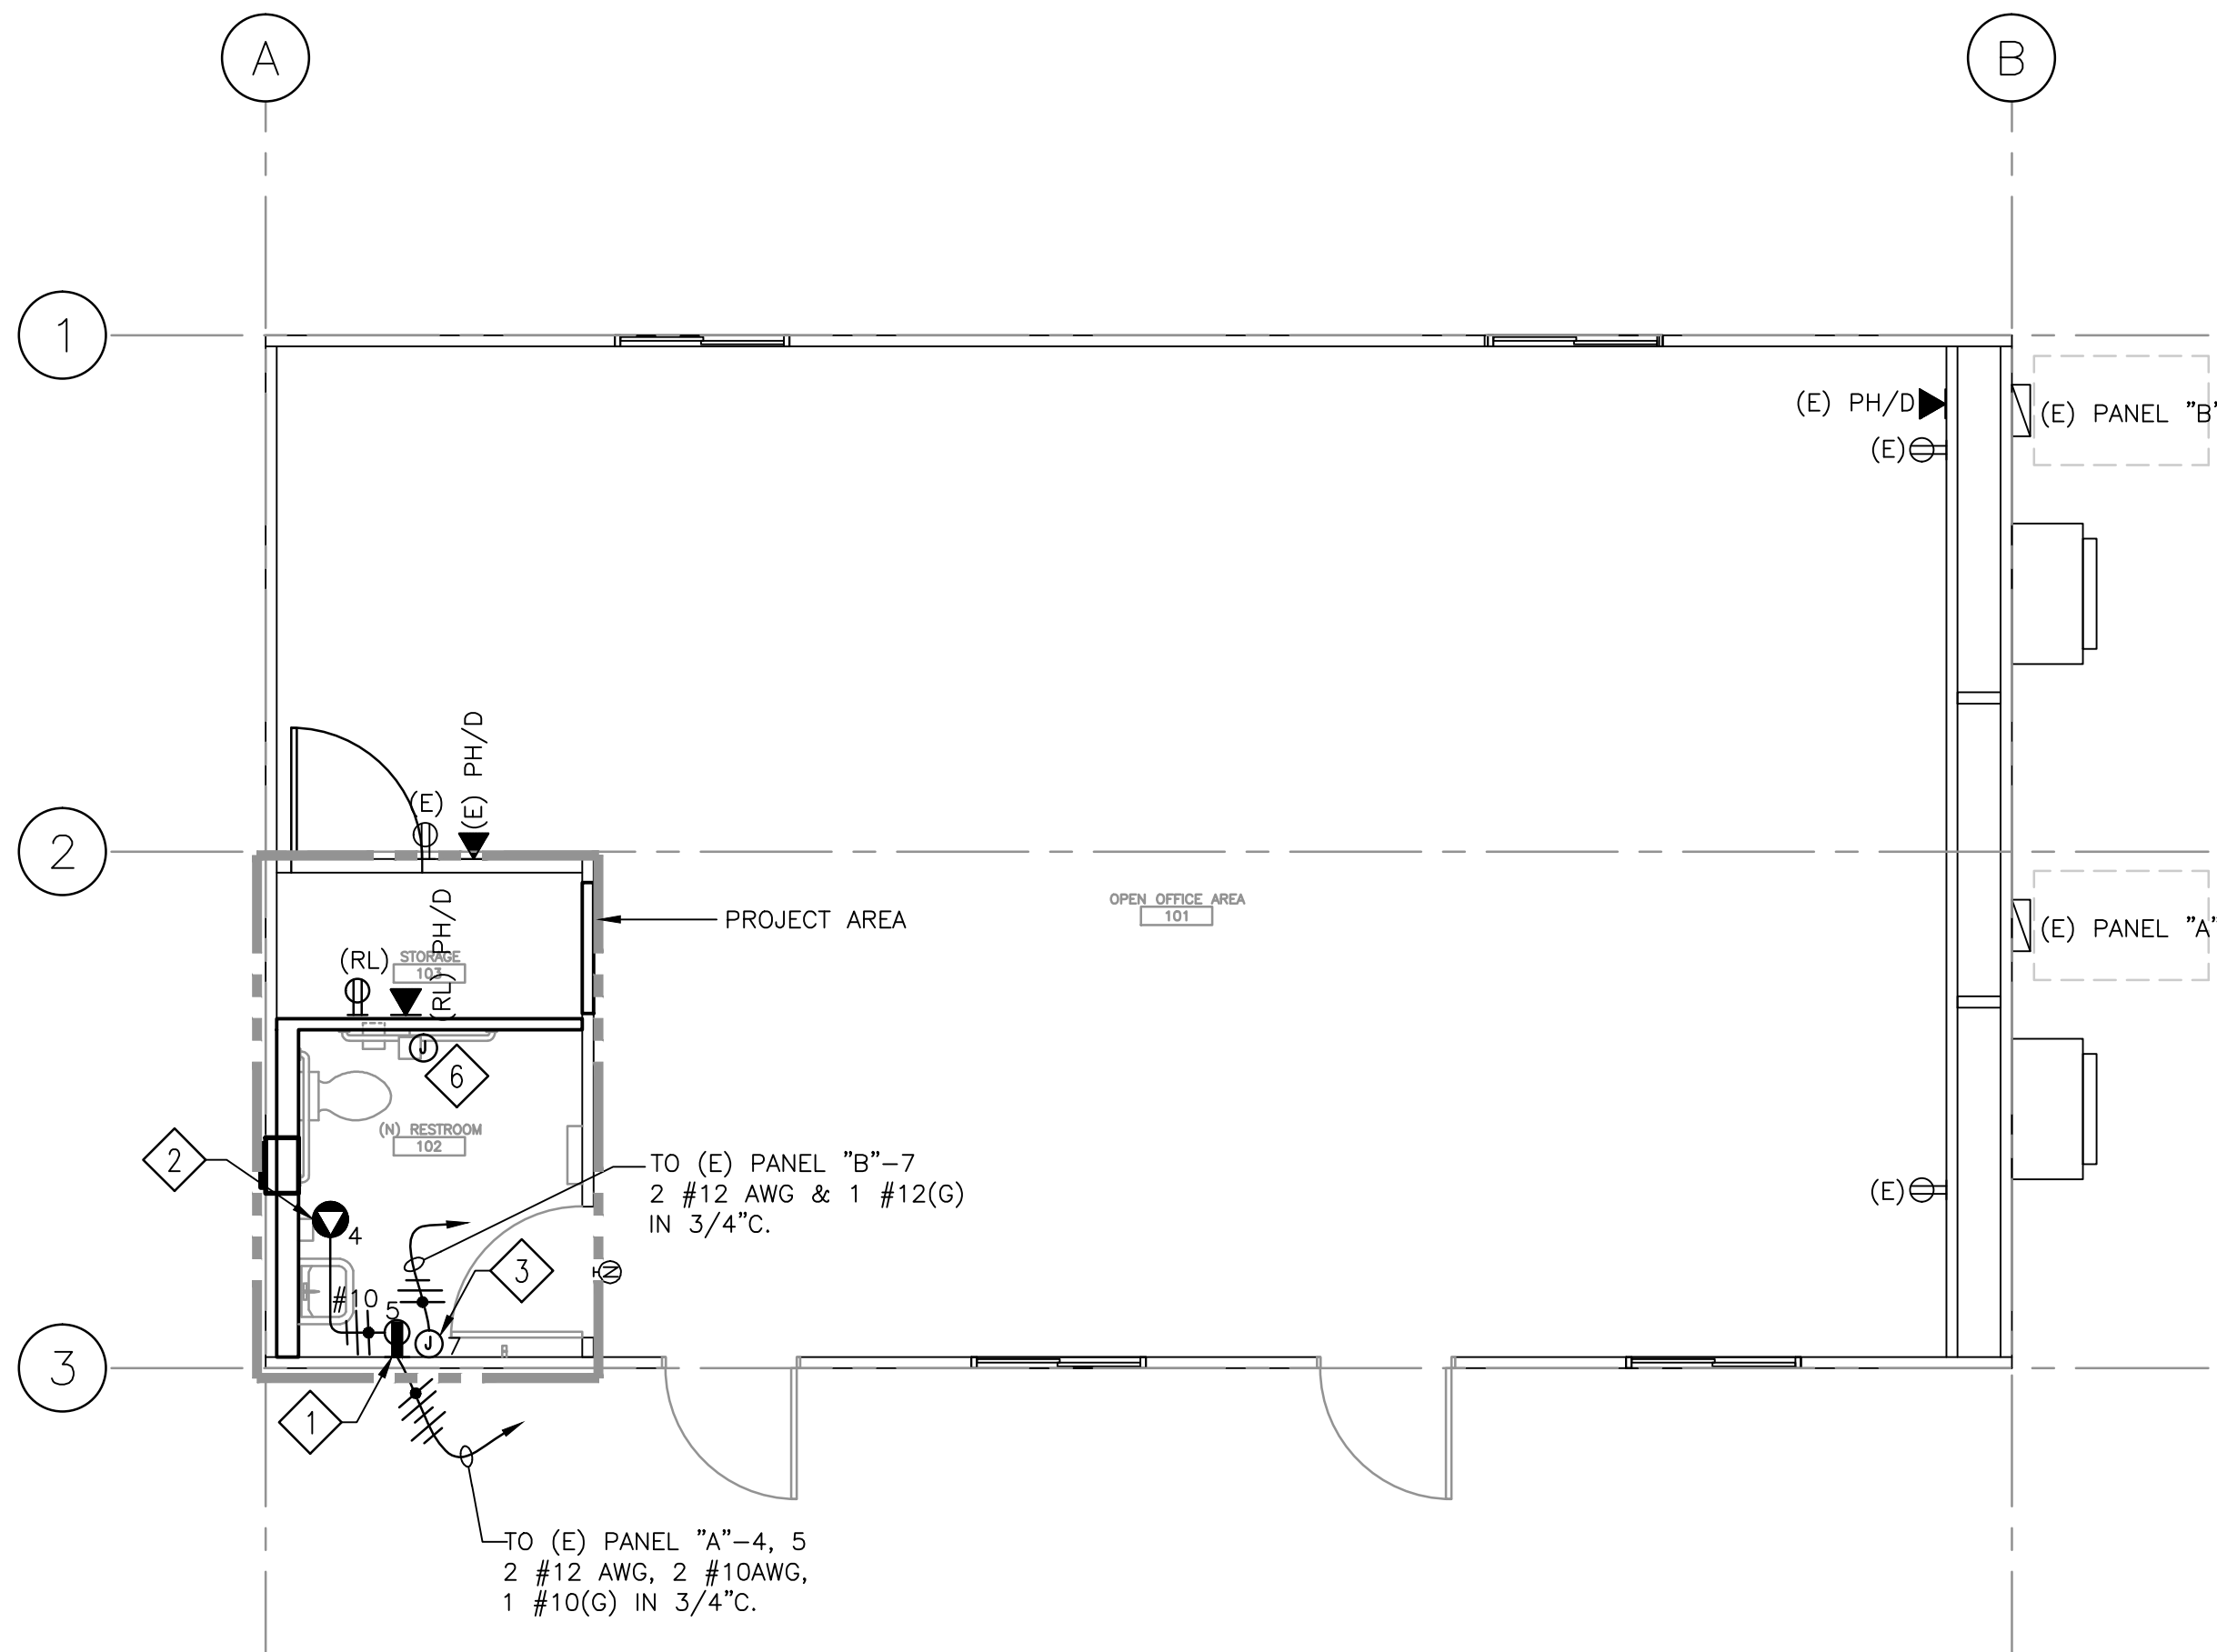 A
B
1
(E) PH/D
(E) PANEL "B"
(E)
(E) PH/D
(E)
2
OPEN OFFICE AREA
101
PROJECT AREA
(E) PANEL "A"
(RL) PH/D
(RL)
STORAGE
103
J
6
(N) RESTROOM
102
2
TO (E) PANEL "B"-7
2 #12 AWG & 1 #12(G)
IN 3/4"C.
(E)
4
3
N
#10
5
J
7
3
1
TO (E) PANEL "A"-4, 5
2 #12 AWG, 2 #10AWG,
1 #10(G) IN 3/4"C.